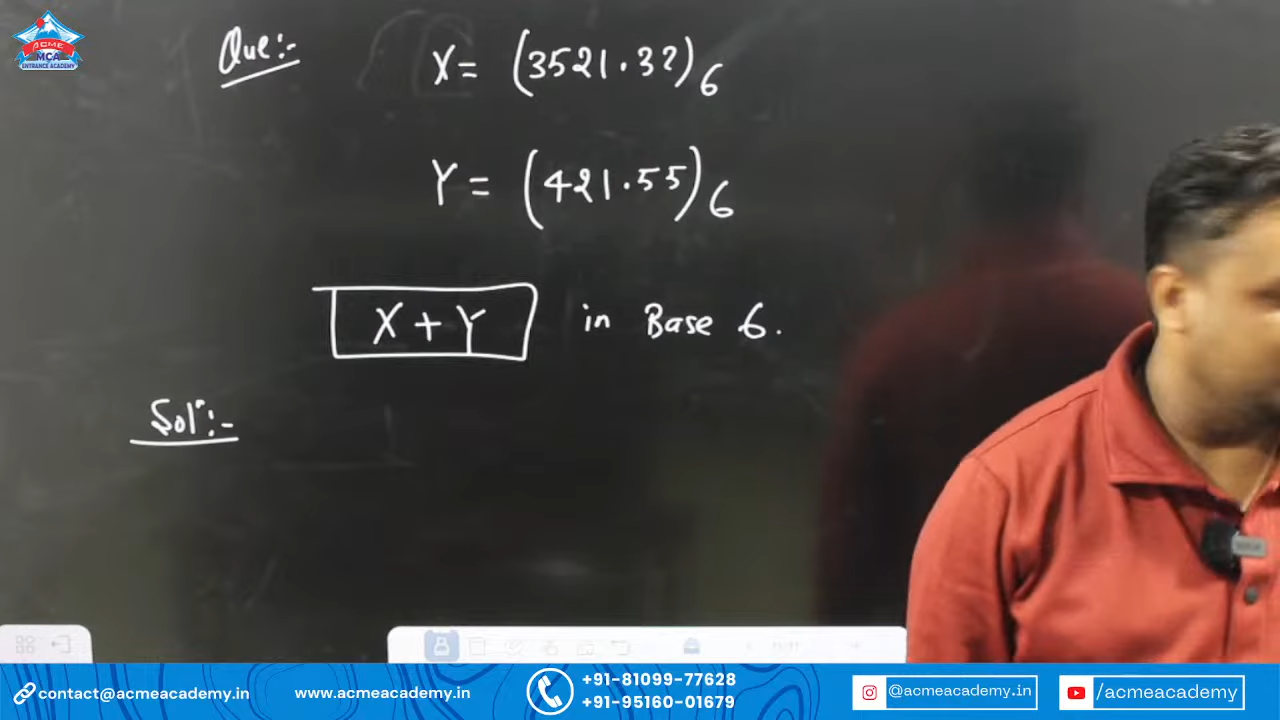 ACME
MCA
ENTRANCE ACADEMY
Que:-
X = (3521.32)6
Y = (421.55)6
X + Y in Base 6.
Sol:-
contact@acmeacademy.in
www.acmeacademy.in
+91-81099-77628
+91-95160-01679
@acmeacademy.in
/acmeacademy